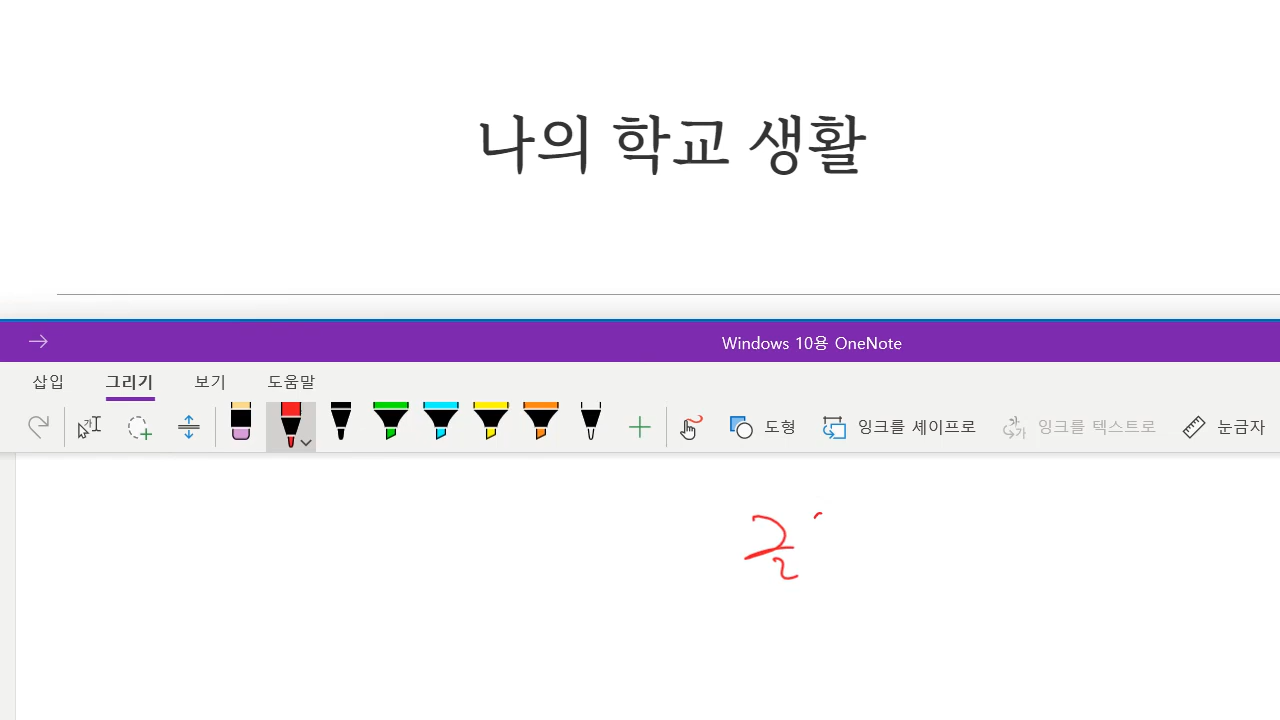 나의 학교 생활
Windows 10용 OneNote
삽입 그리기 보기 도움말
도형 잉크를 셰이프로 잉크를 텍스트로 눈금자
글